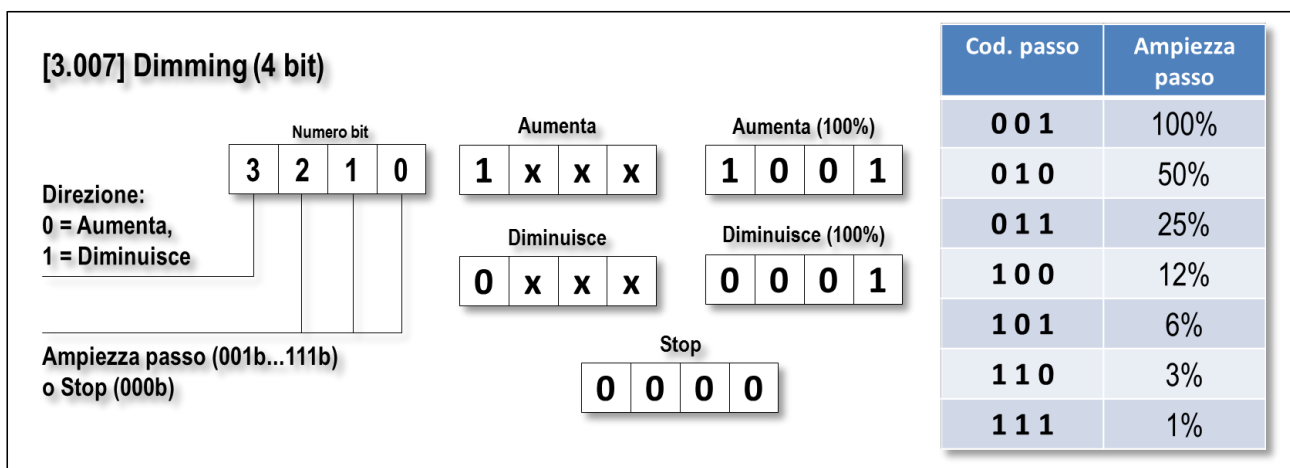 [3.007] Dimming (4 bit)
Numero bit
3 2 1 0
Direzione:
0 = Aumenta,
1 = Diminuisce
Ampiezza passo (001b...111b)
o Stop (000b)
Aumenta
1 x x x
Aumenta (100%)
1 0 0 1
Diminuisce
0 x x x
Diminuisce (100%)
0 0 0 1
Stop
0 0 0 0
Cod. passo Ampiezza
passo
0 0 1 100%
0 1 0 50%
0 1 1 25%
1 0 0 12%
1 0 1 6%
1 1 0 3%
1 1 1 1%